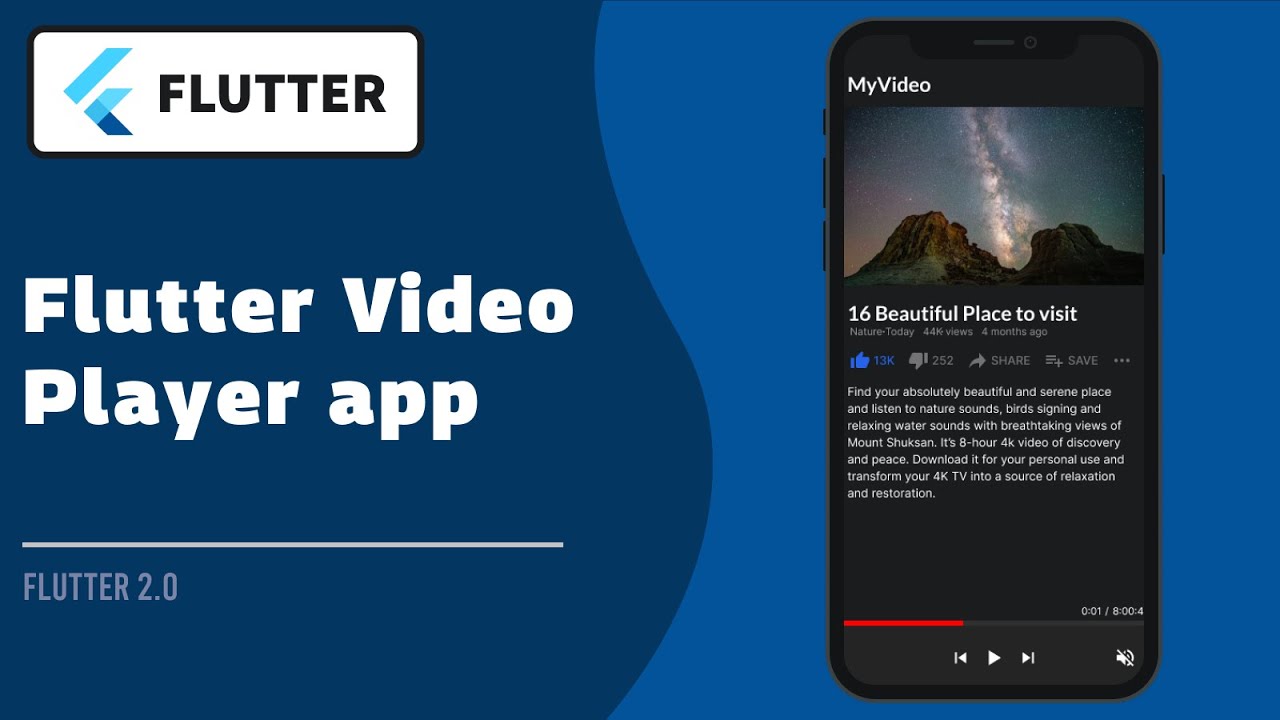 FLUTTER
Flutter Video
Player app
FLUTTER 2.0
MyVideo
16 Beautiful Place to visit
Nature-Today 44K views 4 months ago
13K 252 SHARE SAVE
Find your absolutely beautiful and serene place
and listen to nature sounds, birds signing and
relaxing water sounds with breathtaking views of
Mount Shuksan. It's 8-hour 4k video of discovery
and peace. Download it for your personal use and
transform your 4K TV into a source of relaxation
and restoration.
0:01 / 8:00:4